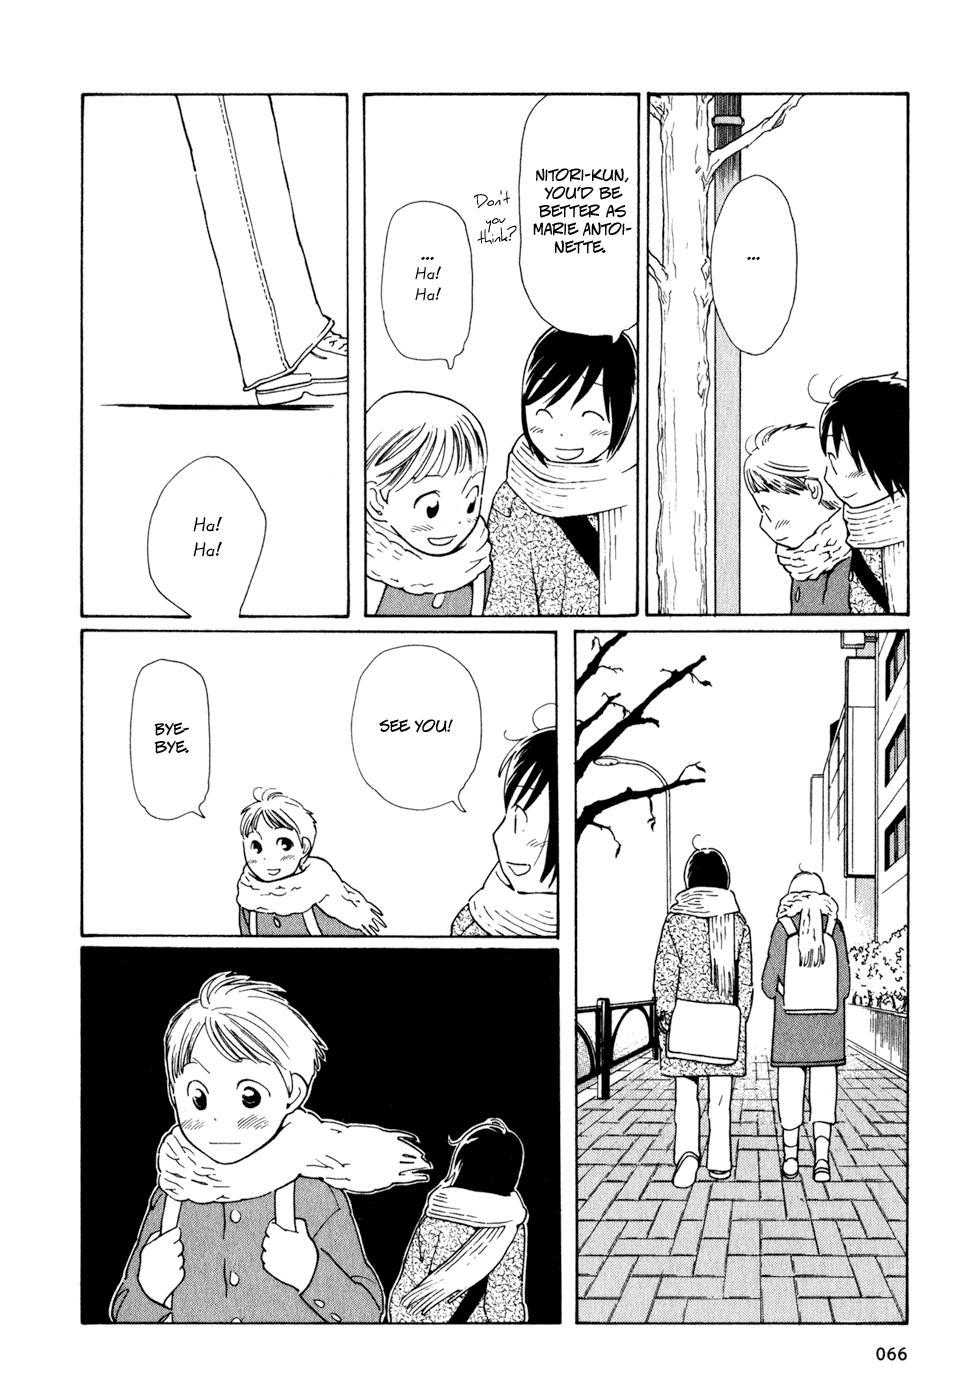 ...
NITORI-KUN,
YOU'D BE
BETTER AS
MARIE ANTOI-
NETTE.
Don't
you
think?
...
Ha!
Ha!
Ha!
Ha!
SEE YOU!
BYE-
BYE.
066